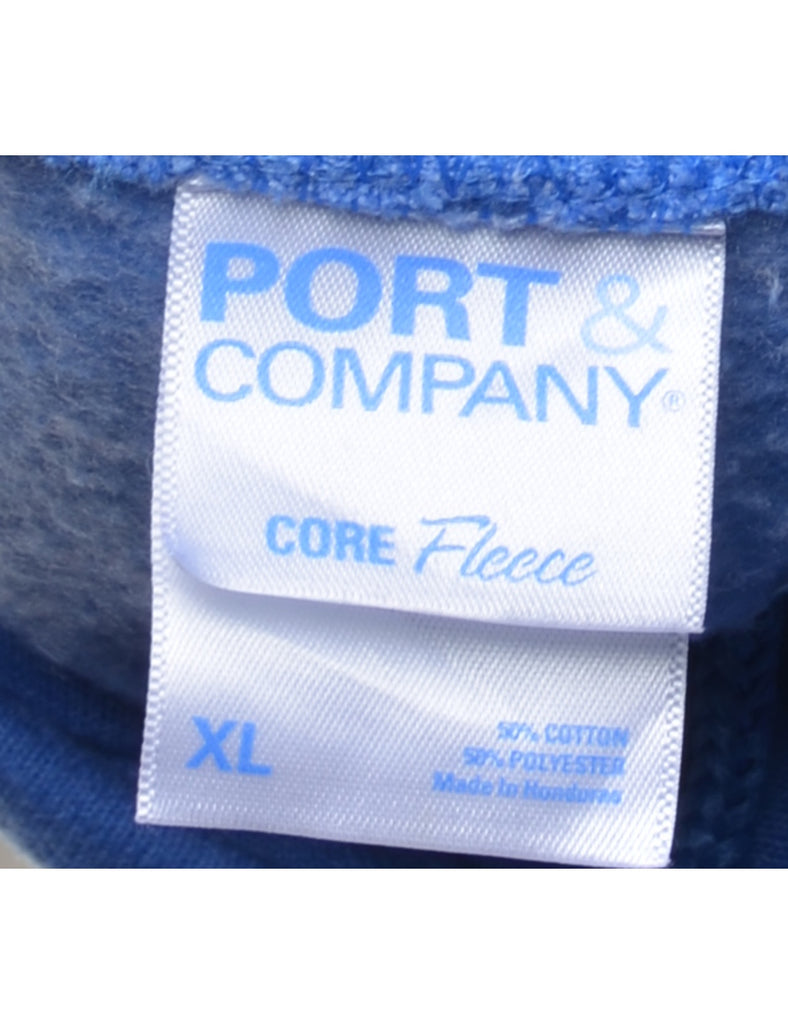 PORT &
COMPANY®
CORE Fleece
XL
50% COTTON
50% POLYESTER
Made In Honduras